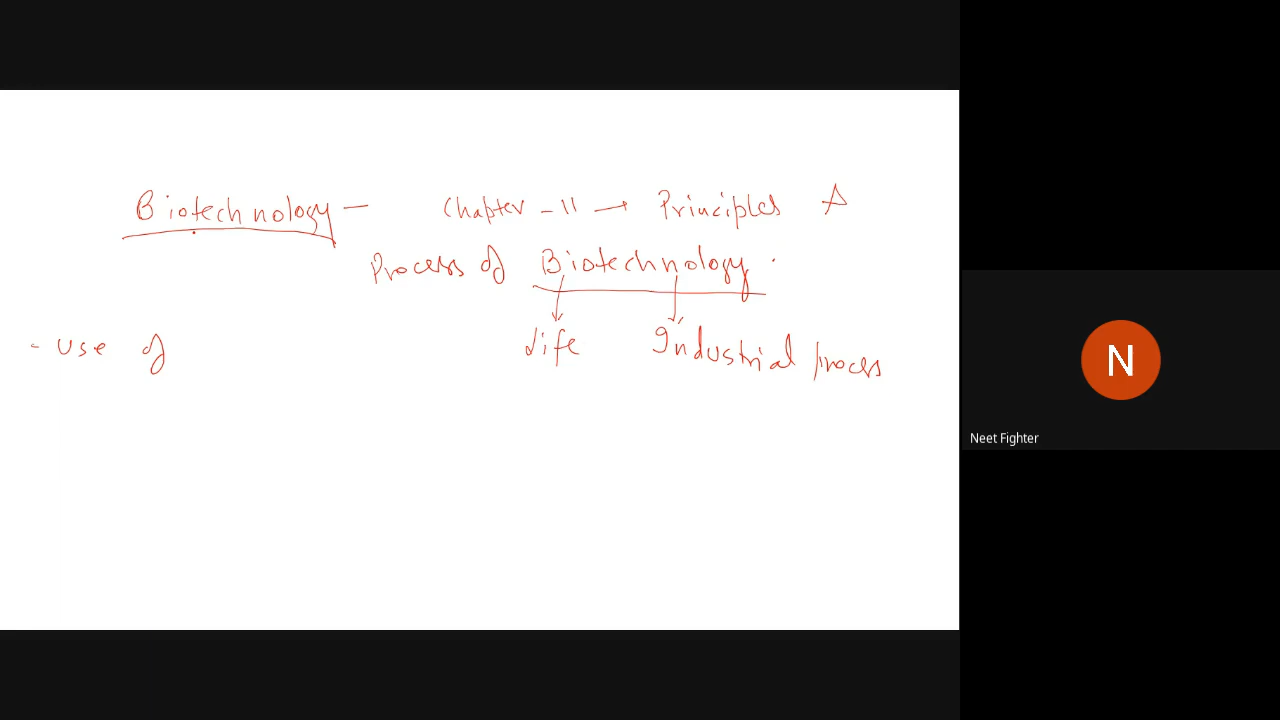 Biotechnology – Chapter - 11 → Principles &
Process of Biotechnology.
Life Industrial process
- Use of
N
Neet Fighter